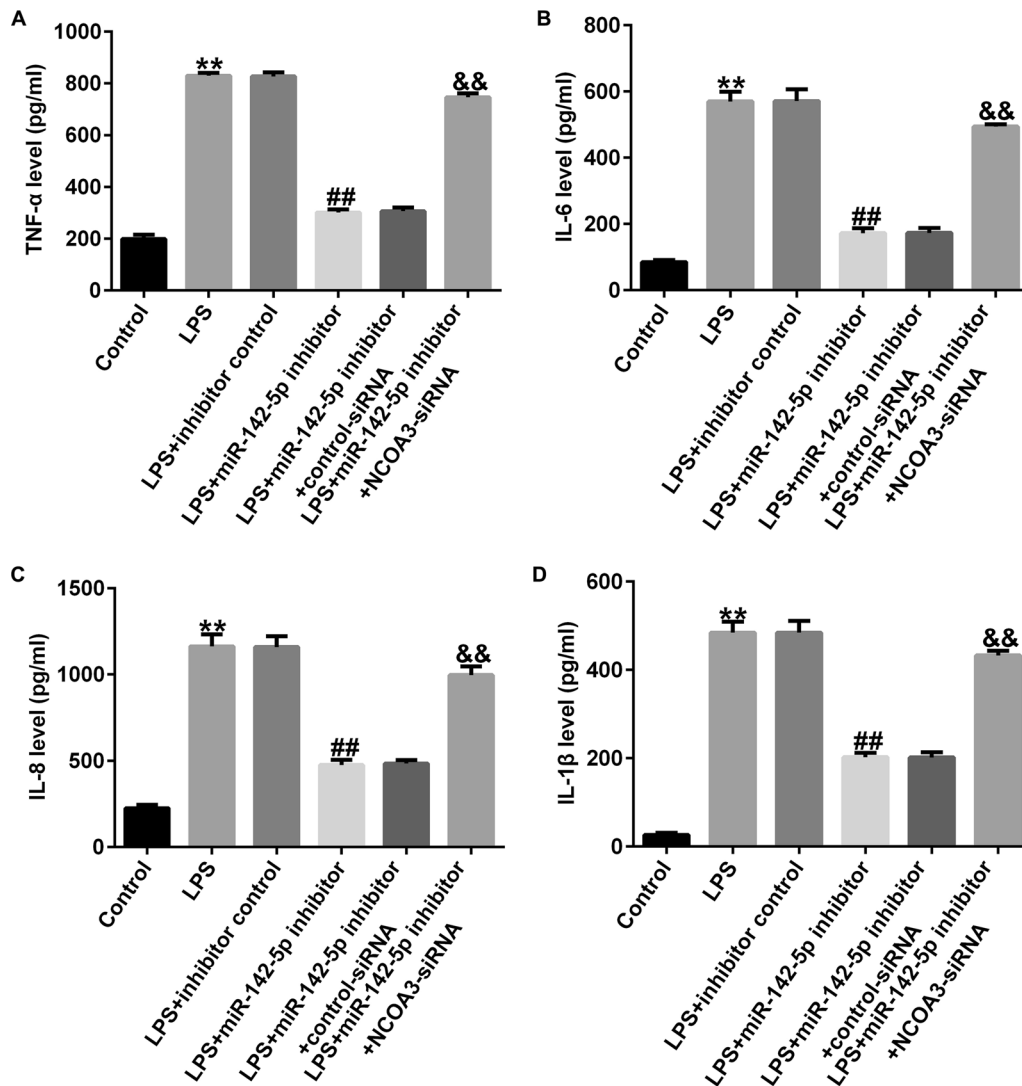 A
TNF-α level (pg/ml)
1000
800
600
400
200
0
**
##
&&
Control
LPS
LPS+inhibitor control
LPS+miR-142-5p inhibitor
LPS+miR-142-5p inhibitor
+control-siRNA
LPS+miR-142-5p inhibitor
+NCOA3-siRNA
B
IL-6 level (pg/ml)
800
600
400
200
0
**
##
&&
Control
LPS
LPS+inhibitor control
LPS+miR-142-5p inhibitor
LPS+miR-142-5p inhibitor
+control-siRNA
LPS+miR-142-5p inhibitor
+NCOA3-siRNA
C
IL-8 level (pg/ml)
1500
1000
500
0
**
##
&&
Control
LPS
LPS+inhibitor control
LPS+miR-142-5p inhibitor
LPS+miR-142-5p inhibitor
+control-siRNA
LPS+miR-142-5p inhibitor
+NCOA3-siRNA
D
IL-1β level (pg/ml)
600
400
200
0
**
##
&&
Control
LPS
LPS+inhibitor control
LPS+miR-142-5p inhibitor
LPS+miR-142-5p inhibitor
+control-siRNA
LPS+miR-142-5p inhibitor
+NCOA3-siRNA